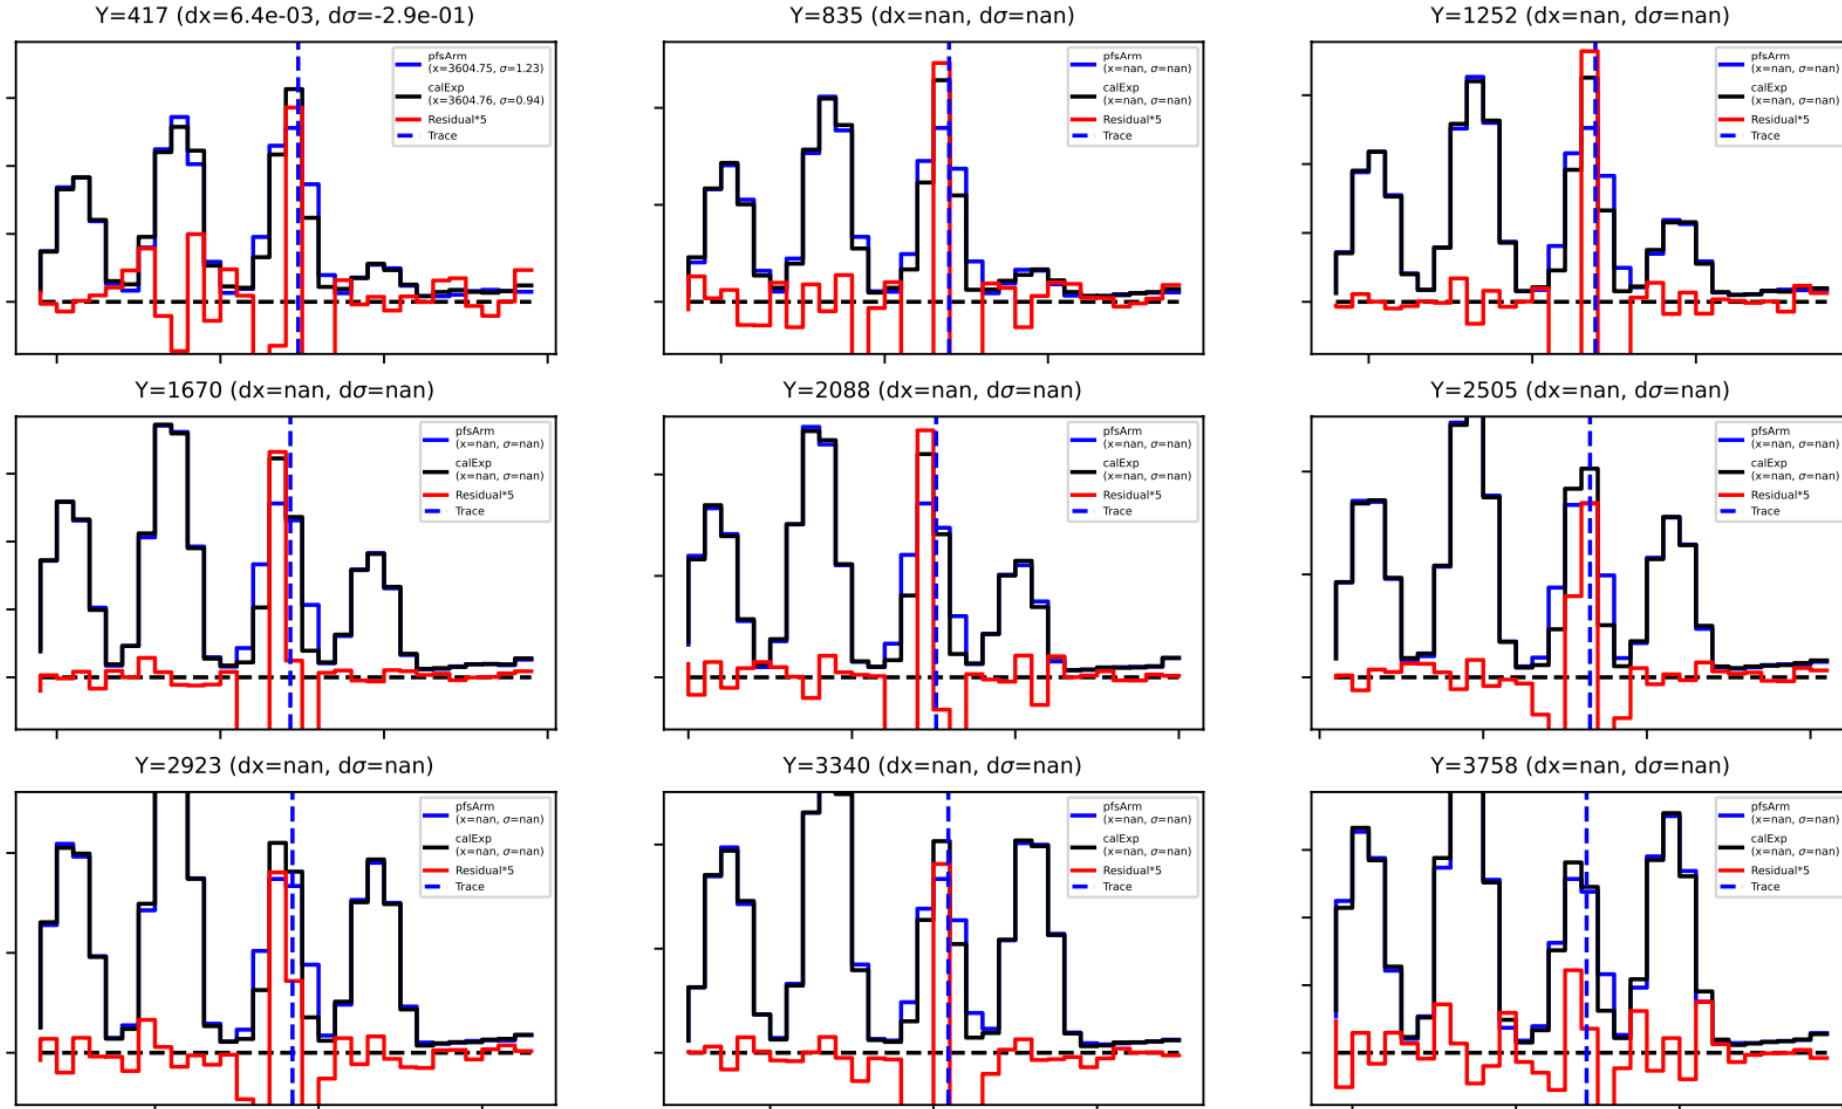 Y=417 (dx=6.4e-03, dσ=-2.9e-01)
pfsArm
(x=3604.75, σ=1.23)
calExp
(x=3604.76, σ=0.94)
Residual*5
Trace
Y=835 (dx=nan, dσ=nan)
pfsArm
(x=nan, σ=nan)
calExp
(x=nan, σ=nan)
Residual*5
Trace
Y=1252 (dx=nan, dσ=nan)
pfsArm
(x=nan, σ=nan)
calExp
(x=nan, σ=nan)
Residual*5
Trace
Y=1670 (dx=nan, dσ=nan)
pfsArm
(x=nan, σ=nan)
calExp
(x=nan, σ=nan)
Residual*5
Trace
Y=2088 (dx=nan, dσ=nan)
pfsArm
(x=nan, σ=nan)
calExp
(x=nan, σ=nan)
Residual*5
Trace
Y=2505 (dx=nan, dσ=nan)
pfsArm
(x=nan, σ=nan)
calExp
(x=nan, σ=nan)
Residual*5
Trace
Y=2923 (dx=nan, dσ=nan)
pfsArm
(x=nan, σ=nan)
calExp
(x=nan, σ=nan)
Residual*5
Trace
Y=3340 (dx=nan, dσ=nan)
pfsArm
(x=nan, σ=nan)
calExp
(x=nan, σ=nan)
Residual*5
Trace
Y=3758 (dx=nan, dσ=nan)
pfsArm
(x=nan, σ=nan)
calExp
(x=nan, σ=nan)
Residual*5
Trace